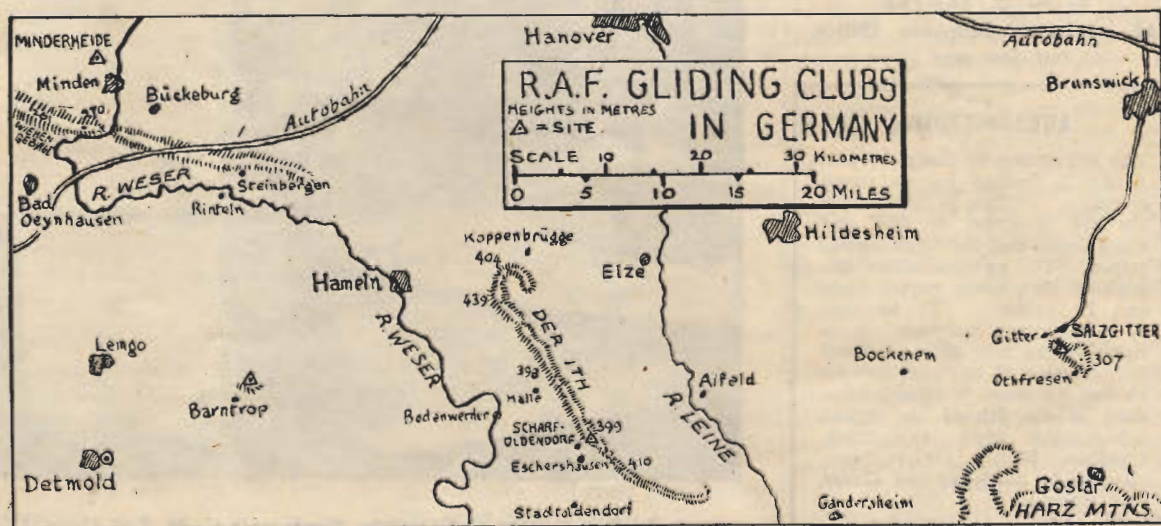 MINDERHEIDE
Minden
470
WIEHEN
GEBIRGE
Bückeburg
Autobahn
R. WESER
Steinbergen
Rinteln
Bad
Oeynhausen
Hanover
R.A.F. GLIDING CLUBS
IN GERMANY
HEIGHTS IN METRES
△ = SITE
SCALE 10 20 30 KILOMETRES
0 5 10 15 20 MILES
Autobahn
Brunswick
Hildesheim
Elze
Koppenbrügge
404
439
DER ITH
Hameln
R. WESER
Lemgo
Barntrop
Detmold
Bodenwerder
398
Halle
399
SCHARF-
OLDENDORF
Eschershausen
410
Stadtoldendorf
Alfeld
R. LEINE
Bockenem
Gandersheim
Gitter
SALZGITTER
307
Othfresen
Goslar
HARZ MTNS.